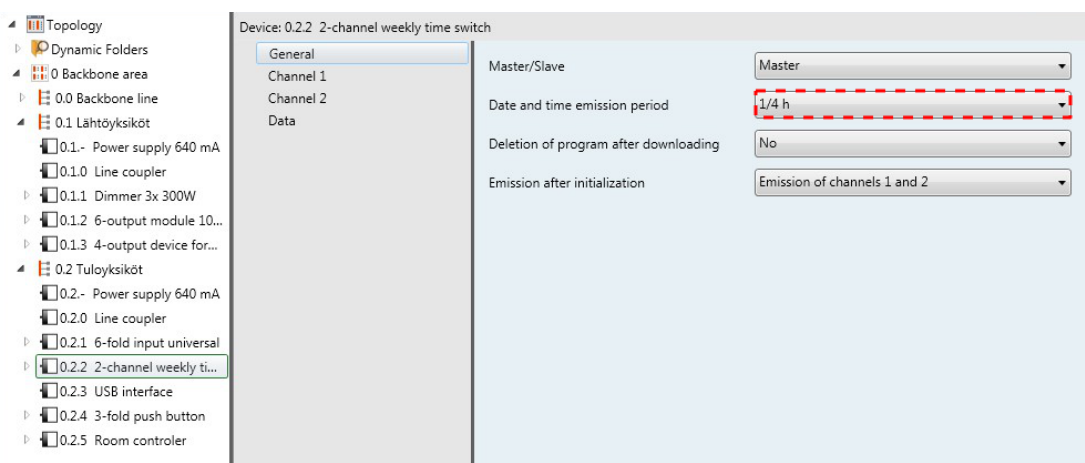 Topology
Dynamic Folders
0 Backbone area
0.0 Backbone line
0.1 Lähtöyksiköt
0.1.- Power supply 640 mA
0.1.0 Line coupler
0.1.1 Dimmer 3x 300W
0.1.2 6-output module 10...
0.1.3 4-output device for...
0.2 Tuloyksiköt
0.2.- Power supply 640 mA
0.2.0 Line coupler
0.2.1 6-fold input universal
0.2.2 2-channel weekly ti...
0.2.3 USB interface
0.2.4 3-fold push button
0.2.5 Room controler
Device: 0.2.2 2-channel weekly time switch
General
Channel 1
Channel 2
Data
Master/Slave Master
Date and time emission period 1/4 h
Deletion of program after downloading No
Emission after initialization Emission of channels 1 and 2